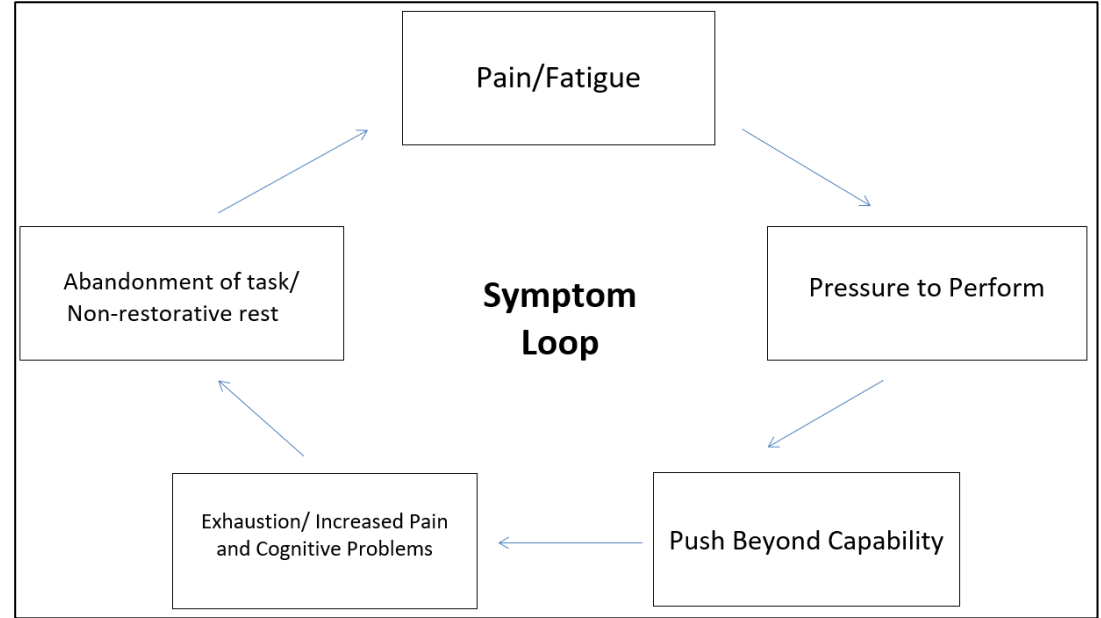 Pain/Fatigue
Pressure to Perform
Push Beyond Capability
Exhaustion/ Increased Pain
and Cognitive Problems
Abandonment of task/
Non-restorative rest
Symptom
Loop